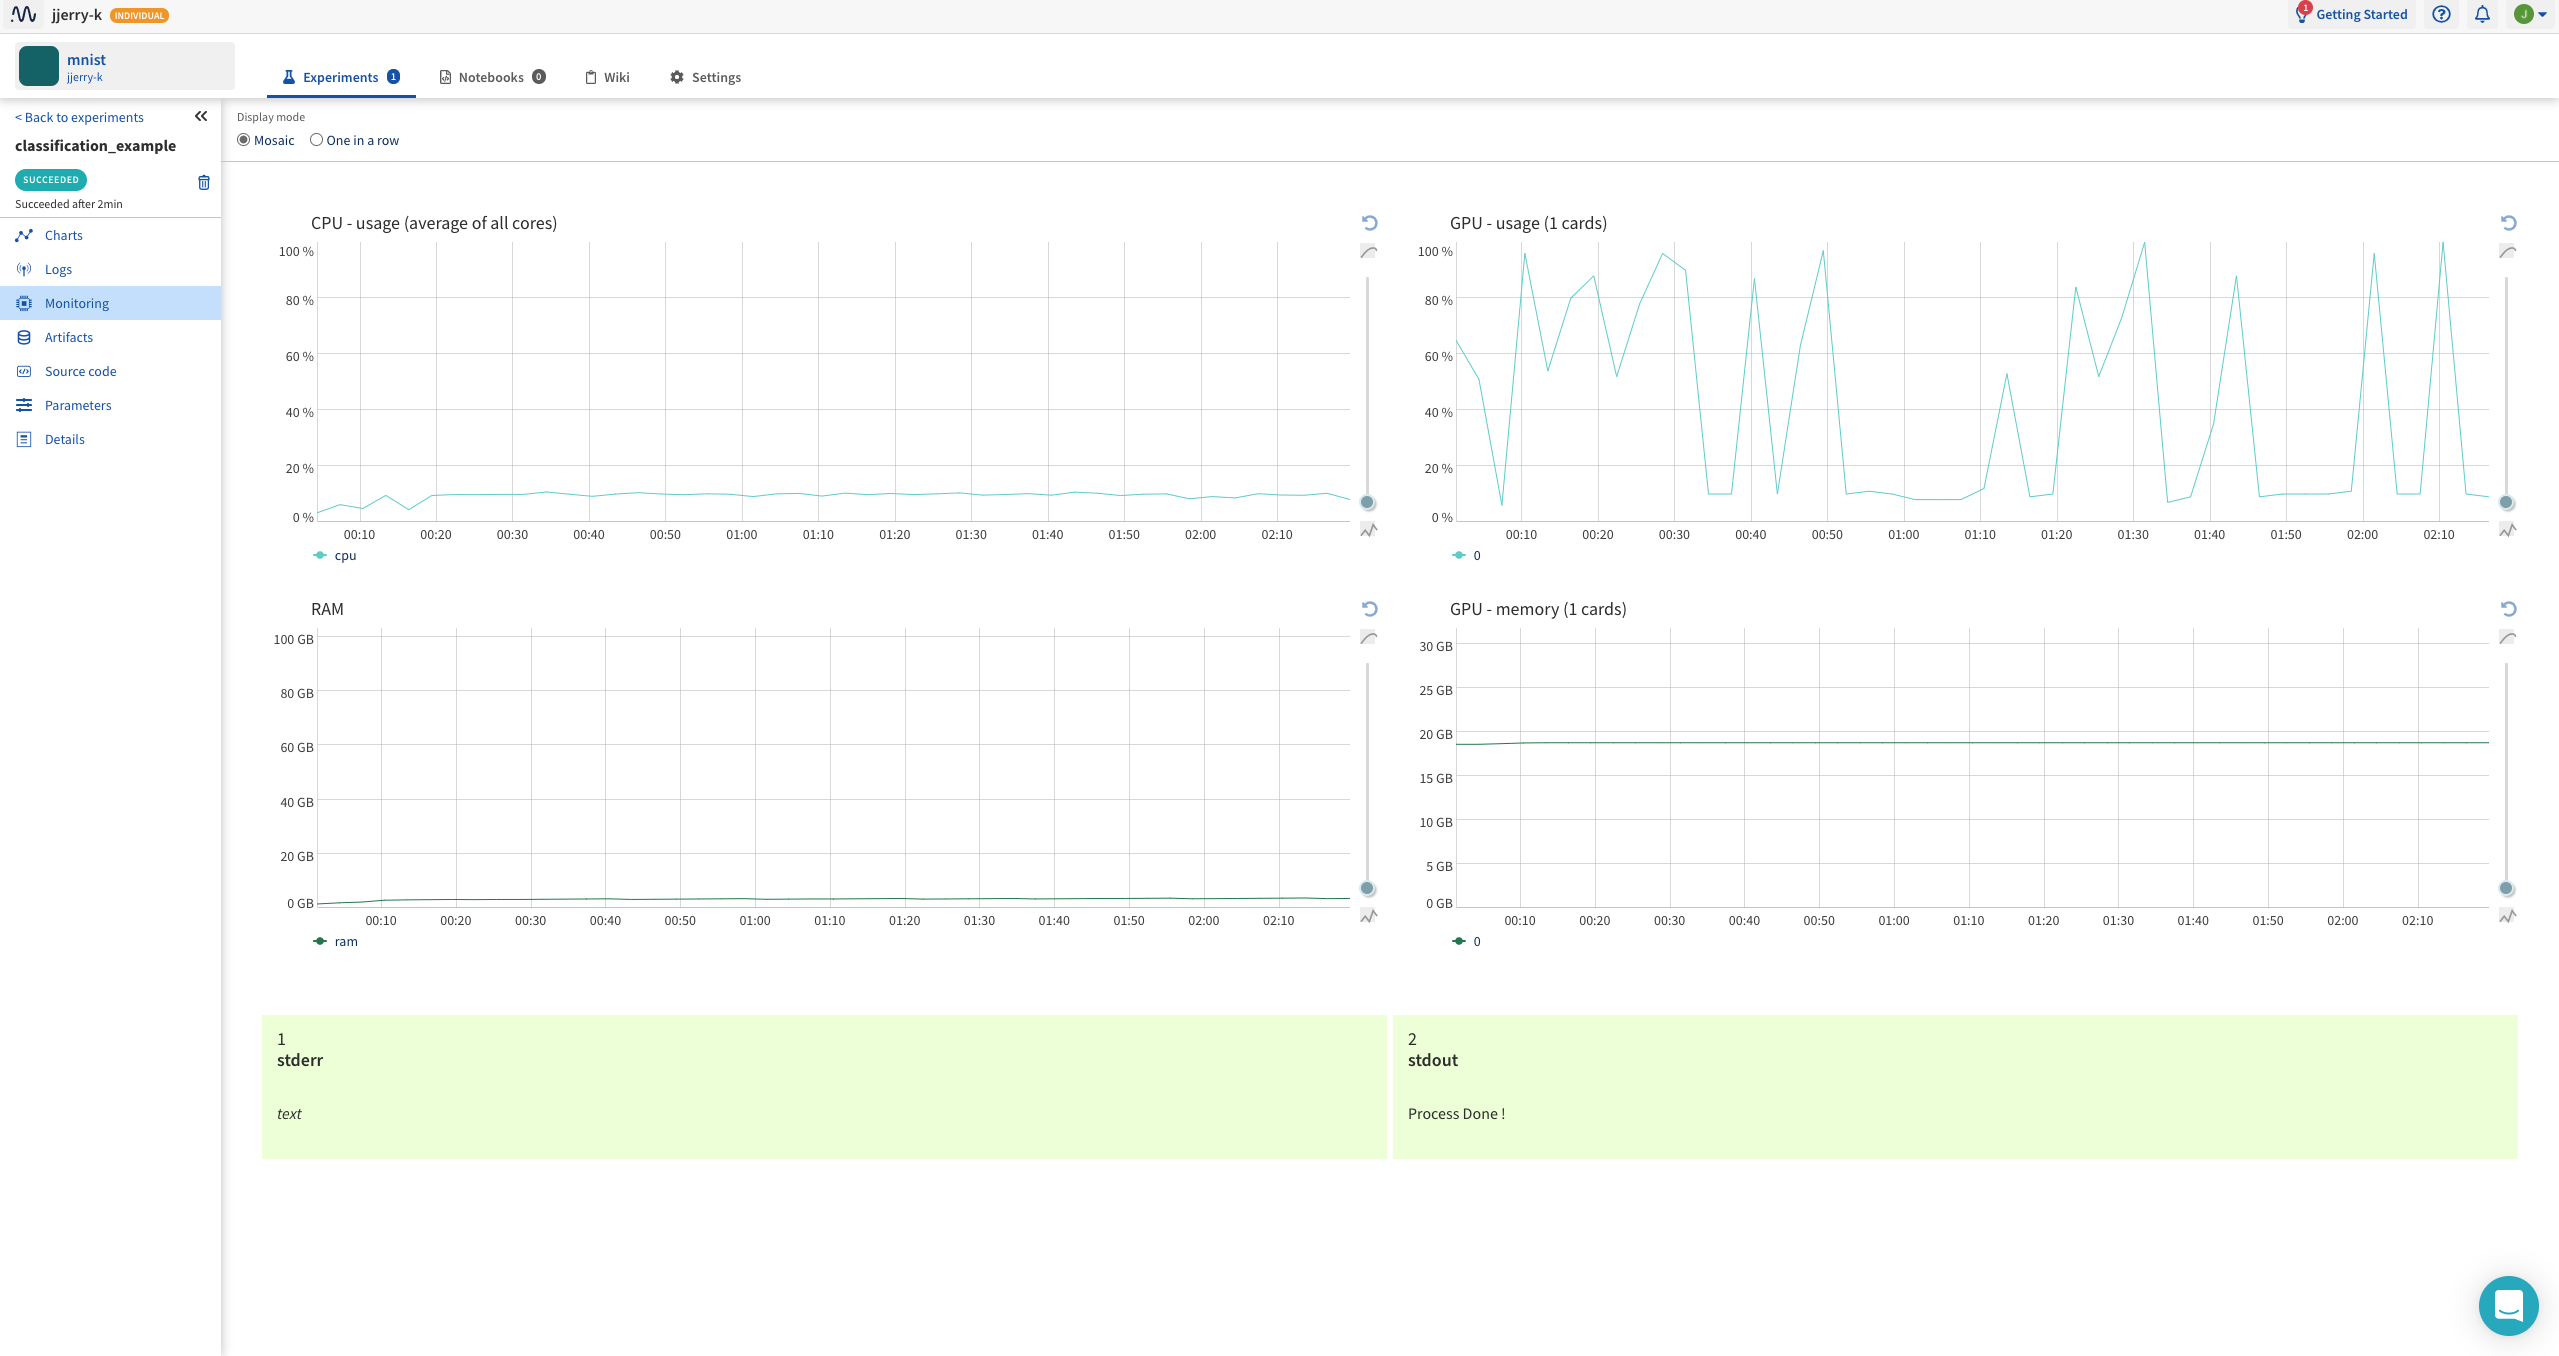 jjerry-k INDIVIDUAL
1 Getting Started ? J
mnist
jjerry-k
Experiments 1 Notebooks 0 Wiki Settings
< Back to experiments
classification_example
SUCCEEDED
Succeeded after 2min
Charts
Logs
Monitoring
Artifacts
Source code
Parameters
Details
Display mode
Mosaic One in a row
CPU - usage (average of all cores)
100 %
80 %
60 %
40 %
20 %
0 %
00:10 00:20 00:30 00:40 00:50 01:00 01:10 01:20 01:30 01:40 01:50 02:00 02:10
cpu
GPU - usage (1 cards)
100 %
80 %
60 %
40 %
20 %
0 %
00:10 00:20 00:30 00:40 00:50 01:00 01:10 01:20 01:30 01:40 01:50 02:00 02:10
0
RAM
100 GB
80 GB
60 GB
40 GB
20 GB
0 GB
00:10 00:20 00:30 00:40 00:50 01:00 01:10 01:20 01:30 01:40 01:50 02:00 02:10
ram
GPU - memory (1 cards)
30 GB
25 GB
20 GB
15 GB
10 GB
5 GB
0 GB
00:10 00:20 00:30 00:40 00:50 01:00 01:10 01:20 01:30 01:40 01:50 02:00 02:10
0
1
stderr
text
2
stdout
Process Done !